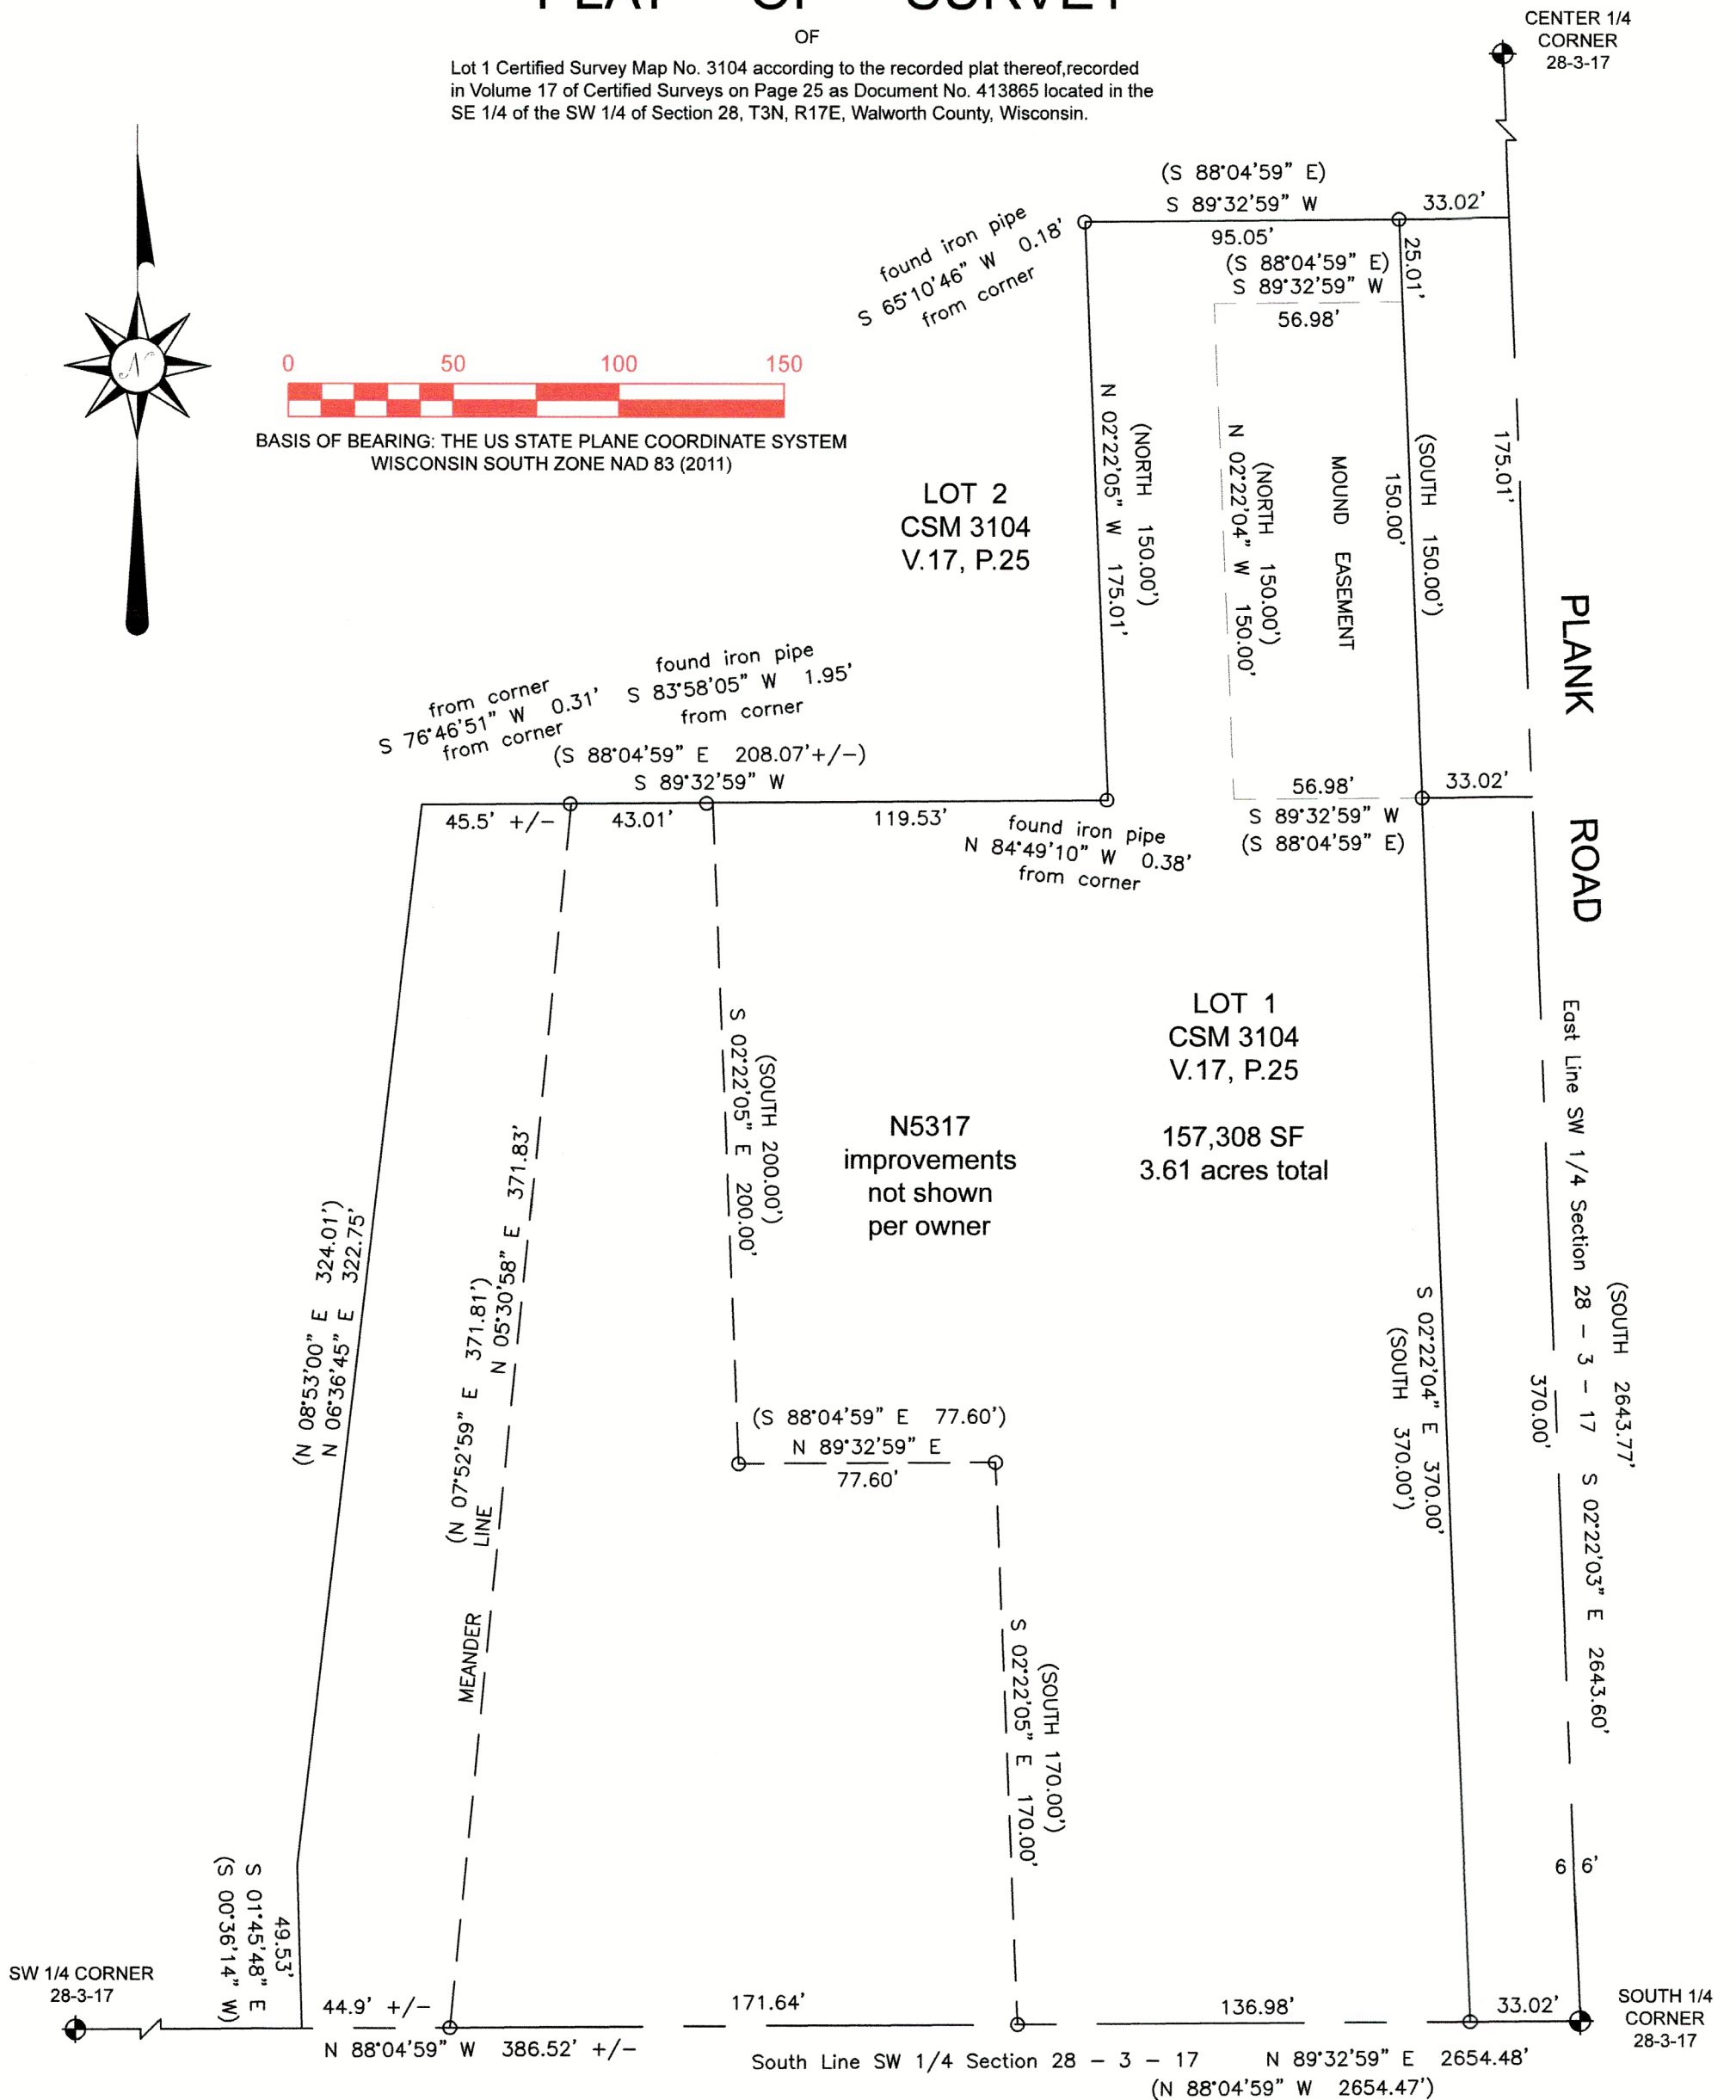 PLAT OF SURVEY
OF
Lot 1 Certified Survey Map No. 3104 according to the recorded plat thereof,recorded
in Volume 17 of Certified Surveys on Page 25 as Document No. 413865 located in the
SE 1/4 of the SW 1/4 of Section 28, T3N, R17E, Walworth County, Wisconsin.
CENTER 1/4
CORNER
28-3-17
(S 88°04'59" E)
S 89°32'59" W
33.02'
95.05'
(S 88°04'59" E)
S 89°32'59" W
56.98'
25.01'
found iron pipe
S 65°10'46" W 0.18'
from corner
N
0 50 100 150
BASIS OF BEARING: THE US STATE PLANE COORDINATE SYSTEM
WISCONSIN SOUTH ZONE NAD 83 (2011)
LOT 2
CSM 3104
V.17, P.25
(NORTH 150.00')
N 02°22'05" W 175.01'
(NORTH 150.00')
N 02°22'04" W 150.00'
MOUND EASEMENT
(SOUTH 150.00')
150.00'
175.01'
PLANK ROAD
from corner
S 76°46'51" W 0.31'
from corner
found iron pipe
S 83°58'05" W 1.95'
from corner
(S 88°04'59" E 208.07'+/-)
S 89°32'59" W
45.5' +/-
43.01'
119.53'
found iron pipe
N 84°49'10" W 0.38'
from corner
56.98'
33.02'
S 89°32'59" W
(S 88°04'59" E)
LOT 1
CSM 3104
V.17, P.25
157,308 SF
3.61 acres total
N5317
improvements
not shown
per owner
(SOUTH 200.00')
S 02°22'05" E 200.00'
(N 08°53'00" E 324.01')
N 06°36'45" E 322.75'
(N 07°52'59" E 371.81')
N 05°30'58" E 371.83'
MEANDER LINE
(S 88°04'59" E 77.60')
N 89°32'59" E
77.60'
(SOUTH 170.00')
S 02°22'05" E 170.00'
S 02°22'04" E 370.00'
(SOUTH 370.00')
370.00'
East Line SW 1/4 Section 28 - 3 - 17 S 02°22'03" E 2643.60'
(SOUTH 2643.77'
66'
49.53'
S 01°45'48" E
(S 00°36'14" W)
SW 1/4 CORNER
28-3-17
44.9' +/-
171.64'
136.98'
33.02'
SOUTH 1/4
CORNER
28-3-17
N 88°04'59" W 386.52' +/-
South Line SW 1/4 Section 28 - 3 - 17 N 89°32'59" E 2654.48'
(N 88°04'59" W 2654.47')